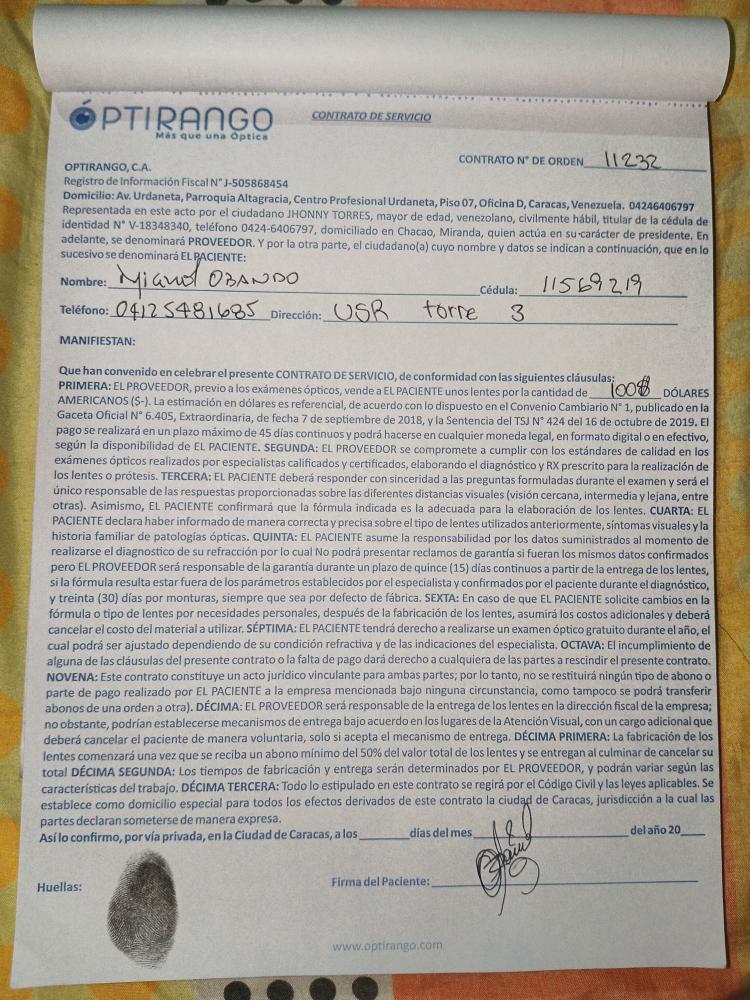 ÓPTIRANGO
Más que una Óptica
CONTRATO DE SERVICIO
CONTRATO N° DE ORDEN 11232
OPTIRANGO, C.A.
Registro de Información Fiscal N° J-505868454
Domicilio: Av. Urdaneta, Parroquia Altagracia, Centro Profesional Urdaneta, Piso 07, Oficina D, Caracas, Venezuela. 04246406797
Representada en este acto por el ciudadano JHONNY TORRES, mayor de edad, venezolano, civilmente hábil, titular de la cédula de
identidad N° V-18348340, teléfono 0424-6406797, domiciliado en Chacao, Miranda, quien actúa en su carácter de presidente. En
adelante, se denominará PROVEEDOR. Y por la otra parte, el ciudadano(a) cuyo nombre y datos se indican a continuación, que en lo
sucesivo se denominará EL PACIENTE:
Nombre: Miguel OBANDO Cédula: 11569219
Teléfono: 04125481685 Dirección: USR torre 3
MANIFIESTAN:
Que han convenido en celebrar el presente CONTRATO DE SERVICIO, de conformidad con las siguientes cláusulas:
PRIMERA: EL PROVEEDOR, previo a los exámenes ópticos, vende a EL PACIENTE unos lentes por la cantidad de 100$ DÓLARES
AMERICANOS ($-). La estimación en dólares es referencial, de acuerdo con lo dispuesto en el Convenio Cambiario N° 1, publicado en la
Gaceta Oficial N° 6.405, Extraordinaria, de fecha 7 de septiembre de 2018, y la Sentencia del TSJ N° 424 del 16 de octubre de 2019. El
pago se realizará en un plazo máximo de 45 días continuos y podrá hacerse en cualquier moneda legal, en formato digital o en efectivo,
según la disponibilidad de EL PACIENTE. SEGUNDA: EL PROVEEDOR se compromete a cumplir con los estándares de calidad en los
exámenes ópticos realizados por especialistas calificados y certificados, elaborando el diagnóstico y RX prescrito para la realización de
los lentes o prótesis. TERCERA: EL PACIENTE deberá responder con sinceridad a las preguntas formuladas durante el examen y será el
único responsable de las respuestas proporcionadas sobre las diferentes distancias visuales (visión cercana, intermedia y lejana, entre
otras). Asimismo, EL PACIENTE confirmará que la fórmula indicada es la adecuada para la elaboración de los lentes. CUARTA: EL
PACIENTE declara haber informado de manera correcta y precisa sobre el tipo de lentes utilizados anteriormente, síntomas visuales y la
historia familiar de patologías ópticas. QUINTA: EL PACIENTE asume la responsabilidad por los datos suministrados al momento de
realizarse el diagnostico de su refracción por lo cual No podrá presentar reclamos de garantía si fueran los mismos datos confirmados
pero EL PROVEEDOR será responsable de la garantía durante un plazo de quince (15) días continuos a partir de la entrega de los lentes,
si la fórmula resulta estar fuera de los parámetros establecidos por el especialista y confirmados por el paciente durante el diagnóstico,
y treinta (30) días por monturas, siempre que sea por defecto de fábrica. SEXTA: En caso de que EL PACIENTE solicite cambios en la
fórmula o tipo de lentes por necesidades personales, después de la fabricación de los lentes, asumirá los costos adicionales y deberá
cancelar el costo del material a utilizar. SÉPTIMA: EL PACIENTE tendrá derecho a realizarse un examen óptico gratuito durante el año, el
cual podrá ser ajustado dependiendo de su condición refractiva y de las indicaciones del especialista. OCTAVA: El incumplimiento de
alguna de las cláusulas del presente contrato o la falta de pago dará derecho a cualquiera de las partes a rescindir el presente contrato.
NOVENA: Este contrato constituye un acto jurídico vinculante para ambas partes; por lo tanto, no se restituirá ningún tipo de abono o
parte de pago realizado por EL PACIENTE a la empresa mencionada bajo ninguna circunstancia, como tampoco se podrá transferir
abonos de una orden a otra). DÉCIMA: EL PROVEEDOR será responsable de la entrega de los lentes en la dirección fiscal de la empresa;
no obstante, podrían establecerse mecanismos de entrega bajo acuerdo en los lugares de la Atención Visual, con un cargo adicional que
deberá cancelar el paciente de manera voluntaria, solo si acepta el mecanismo de entrega. DÉCIMA PRIMERA: La fabricación de los
lentes comenzará una vez que se reciba un abono mínimo del 50% del valor total de los lentes y se entregan al culminar de cancelar su
total DÉCIMA SEGUNDA: Los tiempos de fabricación y entrega serán determinados por EL PROVEEDOR, y podrán variar según las
características del trabajo. DÉCIMA TERCERA: Todo lo estipulado en este contrato se regirá por el Código Civil y las leyes aplicables. Se
establece como domicilio especial para todos los efectos derivados de este contrato la ciudad de Caracas, jurisdicción a la cual las
partes declaran someterse de manera expresa.
Así lo confirmo, por vía privada, en la Ciudad de Caracas, a los ________ días del mes ________ del año 20____
Huellas:
Firma del Paciente:
www.optirango.com